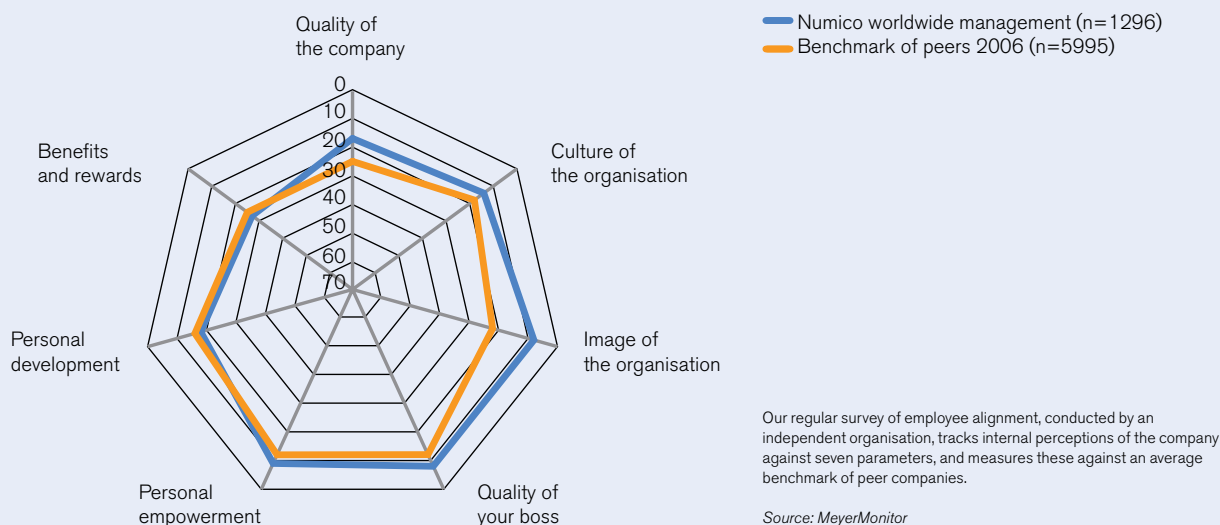 Quality of
the company
Numico worldwide management (n=1296)
Benchmark of peers 2006 (n=5995)
0
10
20
30
40
50
60
70
Benefits
and rewards
Culture of
the organisation
Personal
development
Image of
the organisation
Personal
empowerment
Quality of
your boss
Our regular survey of employee alignment, conducted by an
independent organisation, tracks internal perceptions of the company
against seven parameters, and measures these against an average
benchmark of peer companies.
Source: MeyerMonitor